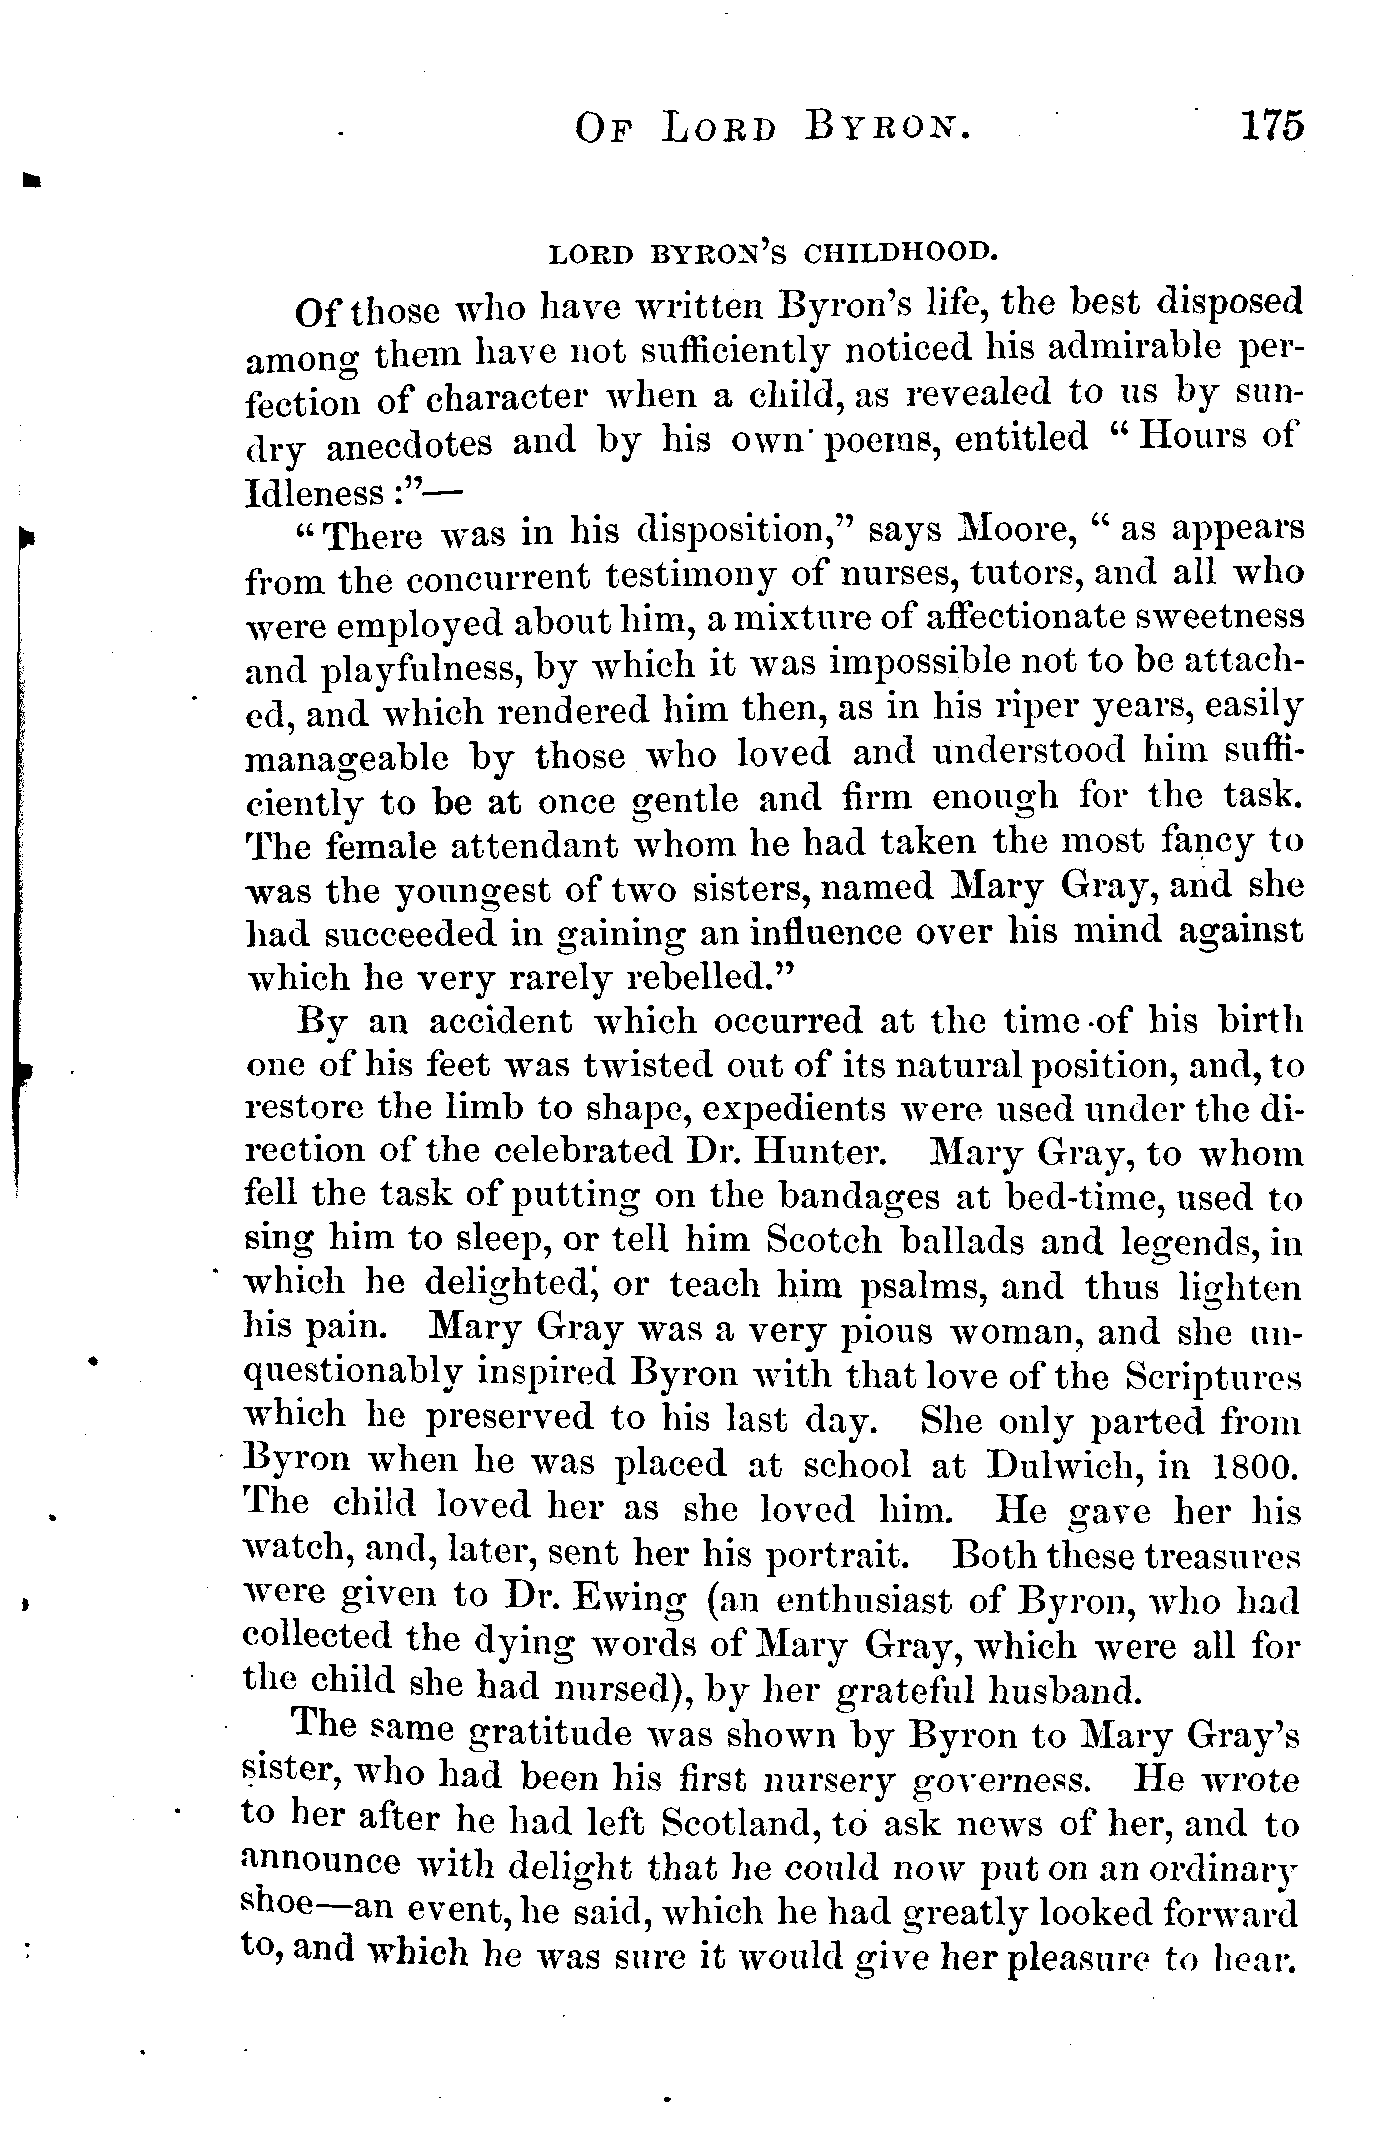 OF LORD BYRON. 175
LORD BYRON'S CHILDHOOD.
Of those who have written Byron's life, the best disposed
among them have not sufficiently noticed his admirable per-
fection of character when a child, as revealed to us by sun-
dry anecdotes and by his own poems, entitled "Hours of
Idleness:"—
"There was in his disposition," says Moore, "as appears
from the concurrent testimony of nurses, tutors, and all who
were employed about him, a mixture of affectionate sweetness
and playfulness, by which it was impossible not to be attach-
ed, and which rendered him then, as in his riper years, easily
manageable by those who loved and understood him suffi-
ciently to be at once gentle and firm enough for the task.
The female attendant whom he had taken the most fancy to
was the youngest of two sisters, named Mary Gray, and she
had succeeded in gaining an influence over his mind against
which he very rarely rebelled."
By an accident which occurred at the time of his birth
one of his feet was twisted out of its natural position, and, to
restore the limb to shape, expedients were used under the di-
rection of the celebrated Dr. Hunter. Mary Gray, to whom
fell the task of putting on the bandages at bed-time, used to
sing him to sleep, or tell him Scotch ballads and legends, in
which he delighted; or teach him psalms, and thus lighten
his pain. Mary Gray was a very pious woman, and she un-
questionably inspired Byron with that love of the Scriptures
which he preserved to his last day. She only parted from
Byron when he was placed at school at Dulwich, in 1800.
The child loved her as she loved him. He gave her his
watch, and, later, sent her his portrait. Both these treasures
were given to Dr. Ewing (an enthusiast of Byron, who had
collected the dying words of Mary Gray, which were all for
the child she had nursed), by her grateful husband.
The same gratitude was shown by Byron to Mary Gray's
sister, who had been his first nursery governess. He wrote
to her after he had left Scotland, to ask news of her, and to
announce with delight that he could now put on an ordinary
shoe—an event, he said, which he had greatly looked forward
to, and which he was sure it would give her pleasure to hear.